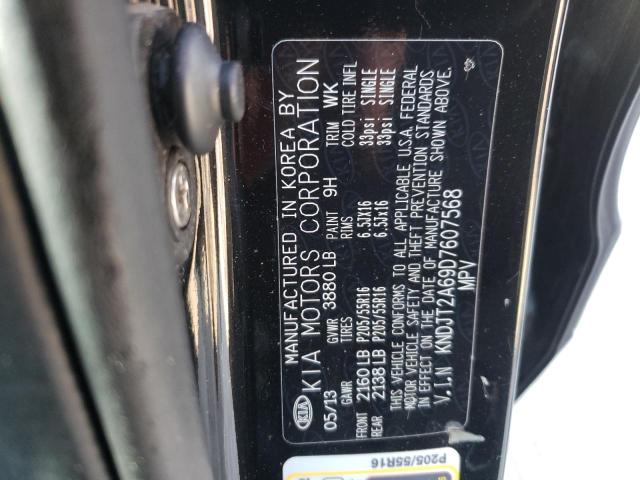 MANUFACTURED IN KOREA BY
KIA KIA MOTORS CORPORATION
05/13 GVWR 3880 LB PAINT 9H TRIM WK
GAWR TIRES RIMS COLD TIRE INFL
FRONT 2160 LB P205/55R16 6.5JX16 33psi SINGLE
REAR 2138 LB P205/55R16 6.5Jx16 33psi SINGLE
THIS VEHICLE CONFORMS TO ALL APPLICABLE U.S.A. FEDERAL
MOTOR VEHICLE SAFETY AND THEFT PREVENTION STANDARDS
IN EFFECT ON THE DATE OF MANUFACTURE SHOWN ABOVE.
V.I.N KNDJT2A69D7607568
MPV
P205/55R16